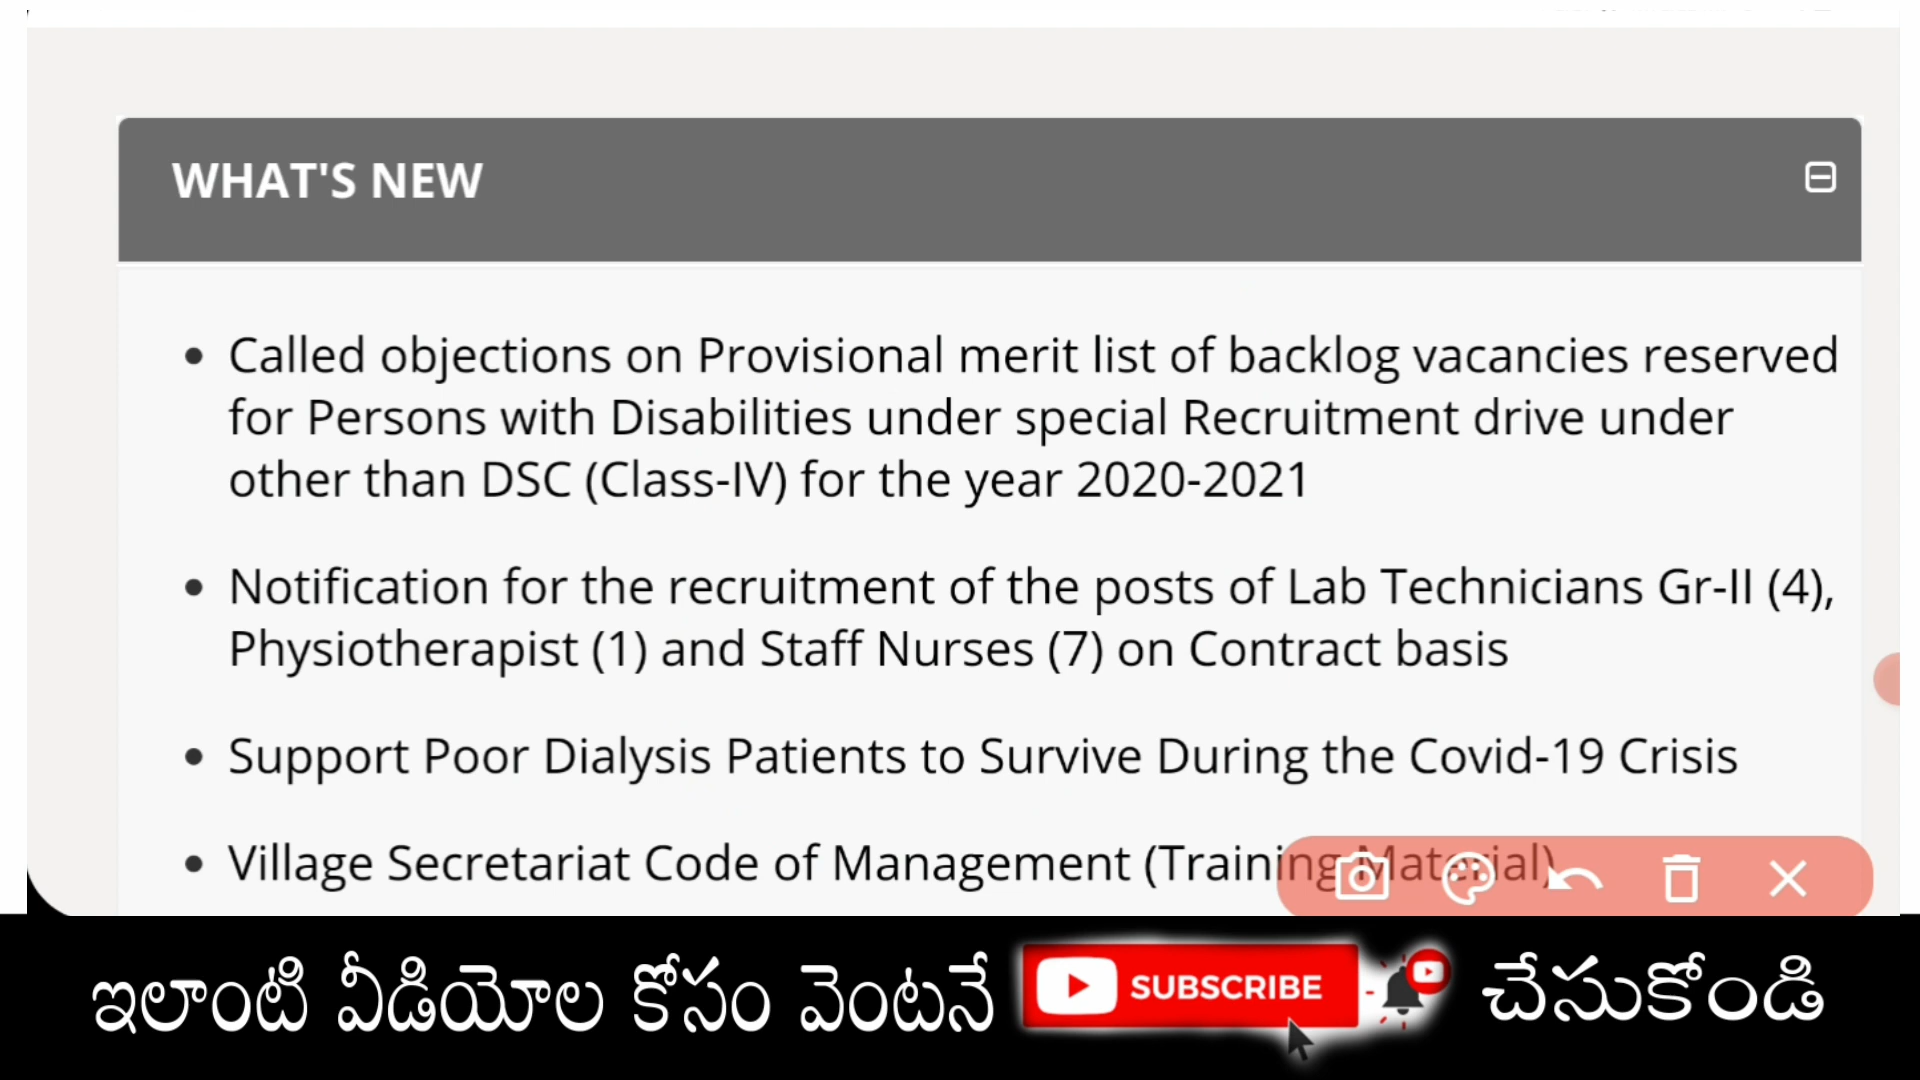 WHAT'S NEW
• Called objections on Provisional merit list of backlog vacancies reserved
for Persons with Disabilities under special Recruitment drive under
other than DSC (Class-IV) for the year 2020-2021
• Notification for the recruitment of the posts of Lab Technicians Gr-II (4),
Physiotherapist (1) and Staff Nurses (7) on Contract basis
• Support Poor Dialysis Patients to Survive During the Covid-19 Crisis
• Village Secretariat Code of Management (Training Material)
ఇలాంటి వీడియోల కోసం వెంటనే SUBSCRIBE చేసుకోండి